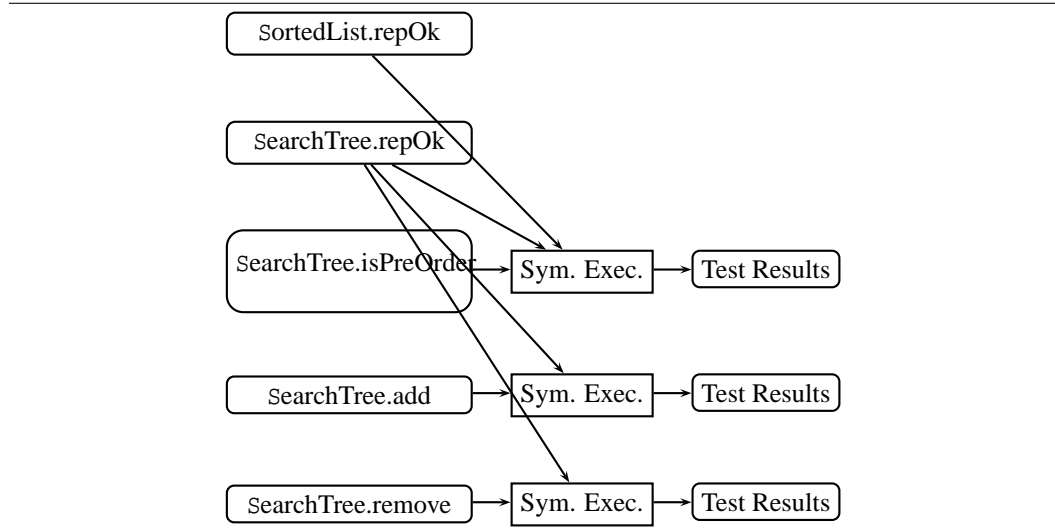 SortedList.repOk
SearchTree.repOk
SearchTree.isPreOrder
Sym. Exec.
Test Results
SearchTree.add
Sym. Exec.
Test Results
SearchTree.remove
Sym. Exec.
Test Results